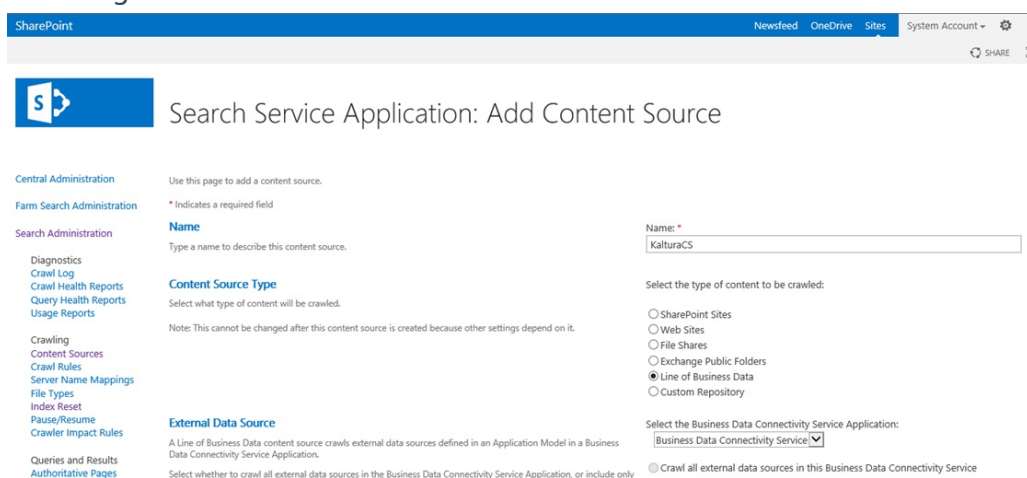 SharePoint
Newsfeed OneDrive Sites System Account
SHARE
S
Search Service Application: Add Content Source
Central Administration
Farm Search Administration
Search Administration
Diagnostics
Crawl Log
Crawl Health Reports
Query Health Reports
Usage Reports
Crawling
Content Sources
Crawl Rules
Server Name Mappings
File Types
Index Reset
Pause/Resume
Crawler Impact Rules
Queries and Results
Authoritative Pages
Use this page to add a content source.
* Indicates a required field
Name
Type a name to describe this content source.
Name: *
KalturaCS
Content Source Type
Select what type of content will be crawled.
Note: This cannot be changed after this content source is created because other settings depend on it.
Select the type of content to be crawled:
SharePoint Sites
Web Sites
File Shares
Exchange Public Folders
Line of Business Data
Custom Repository
External Data Source
A Line of Business Data content source crawls external data sources defined in an Application Model in a Business
Data Connectivity Service Application.
Select whether to crawl all external data sources in the Business Data Connectivity Service Application, or include only
Select the Business Data Connectivity Service Application:
Business Data Connectivity Service
Crawl all external data sources in this Business Data Connectivity Service